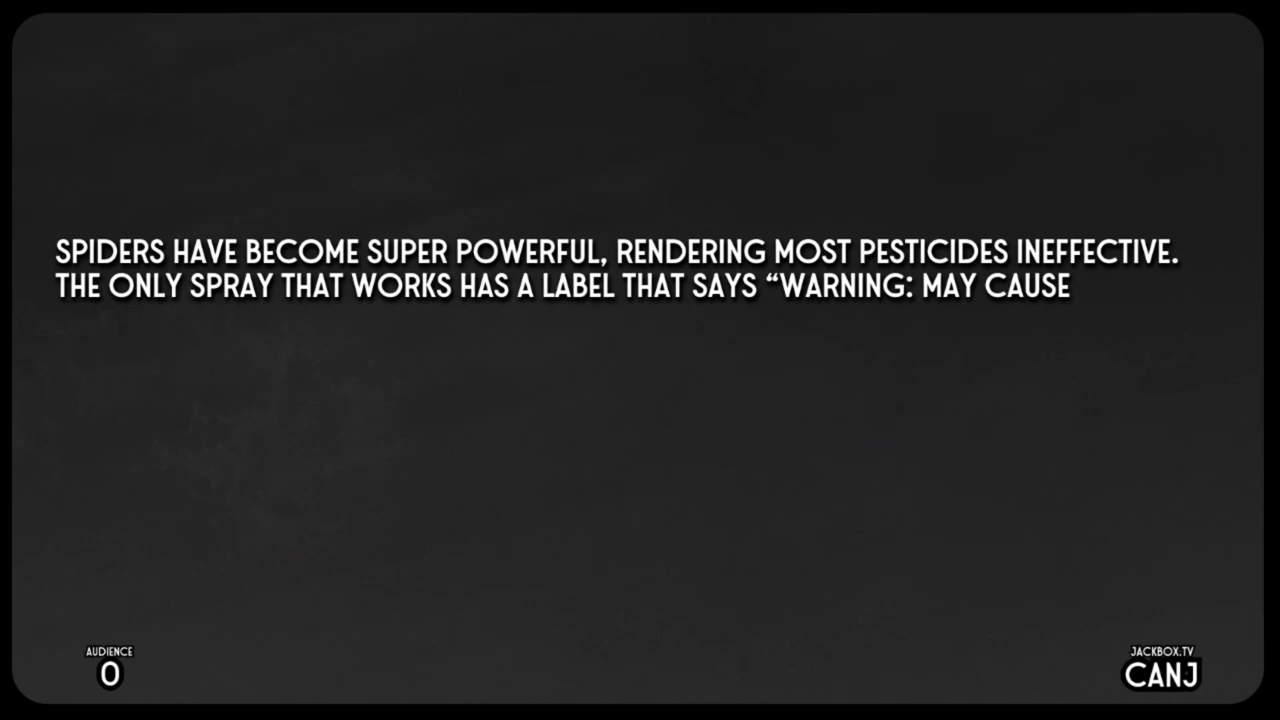 SPIDERS HAVE BECOME SUPER POWERFUL, RENDERING MOST PESTICIDES INEFFECTIVE.
THE ONLY SPRAY THAT WORKS HAS A LABEL THAT SAYS “WARNING: MAY CAUSE
AUDIENCE
0
JACKBOX.TV
CANJ